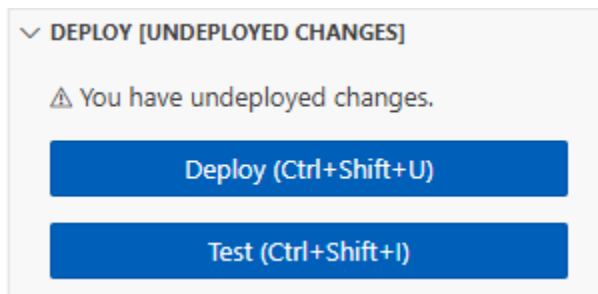 DEPLOY [UNDEPLOYED CHANGES]
You have undeployed changes.
Deploy (Ctrl+Shift+U)
Test (Ctrl+Shift+I)